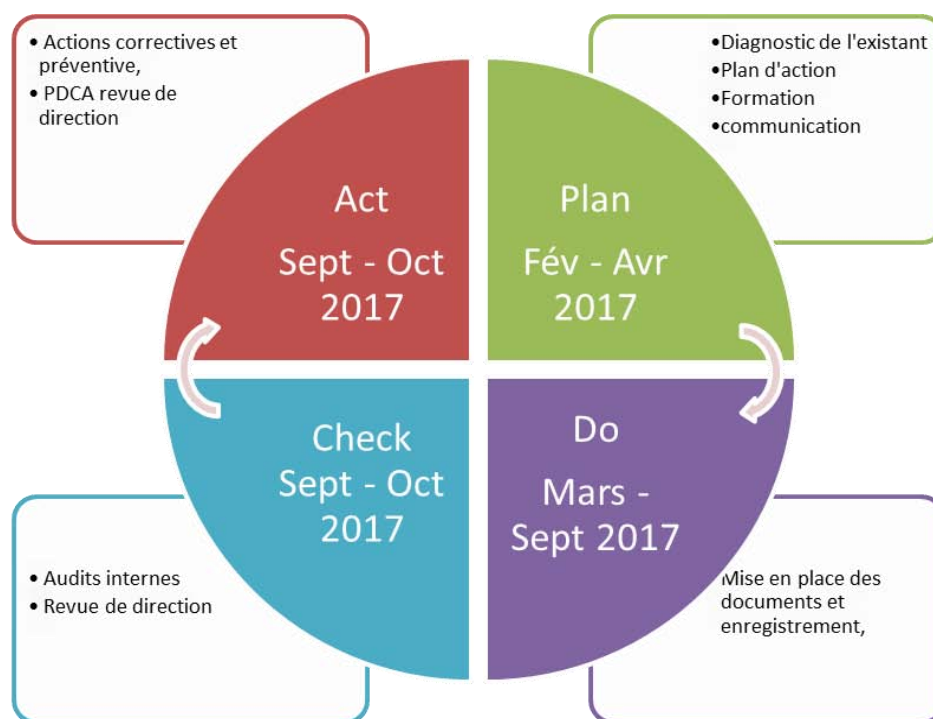 • Actions correctives et
préventive,
• PDCA revue de
direction
•Diagnostic de l'existant
•Plan d'action
•Formation
•communication
Act
Sept - Oct
2017
Plan
Fév - Avr
2017
Check
Sept - Oct
2017
Do
Mars -
Sept 2017
• Audits internes
• Revue de direction
Mise en place des
documents et
enregistrement,